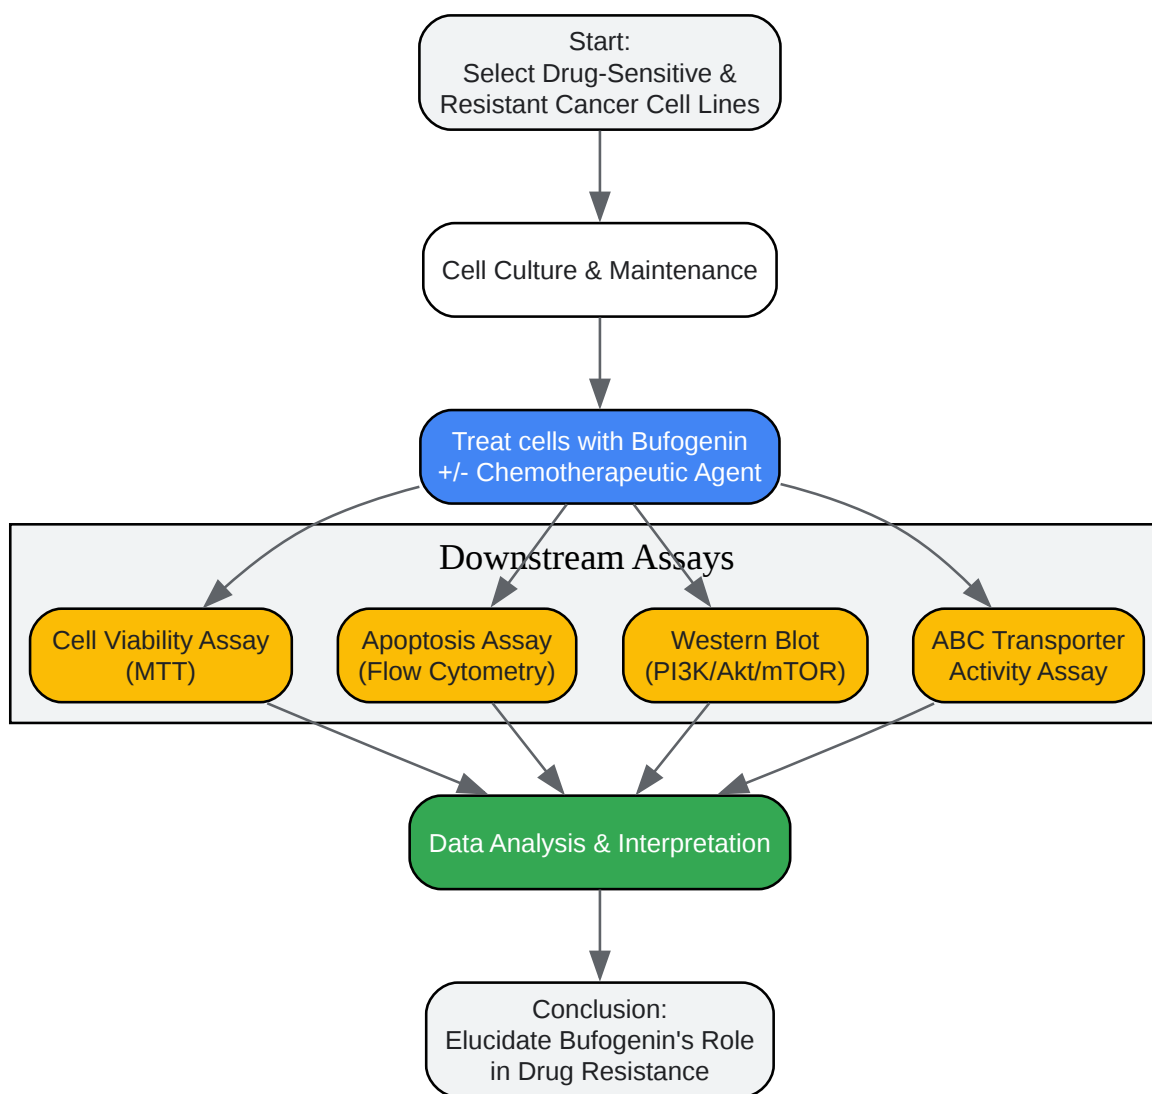 Start:
Select Drug-Sensitive &
Resistant Cancer Cell Lines
Cell Culture & Maintenance
Treat cells with Bufogenin
+/- Chemotherapeutic Agent
Downstream Assays
Cell Viability Assay
(MTT)
Apoptosis Assay
(Flow Cytometry)
Western Blot
(PI3K/Akt/mTOR)
ABC Transporter
Activity Assay
Data Analysis & Interpretation
Conclusion:
Elucidate Bufogenin's Role
in Drug Resistance